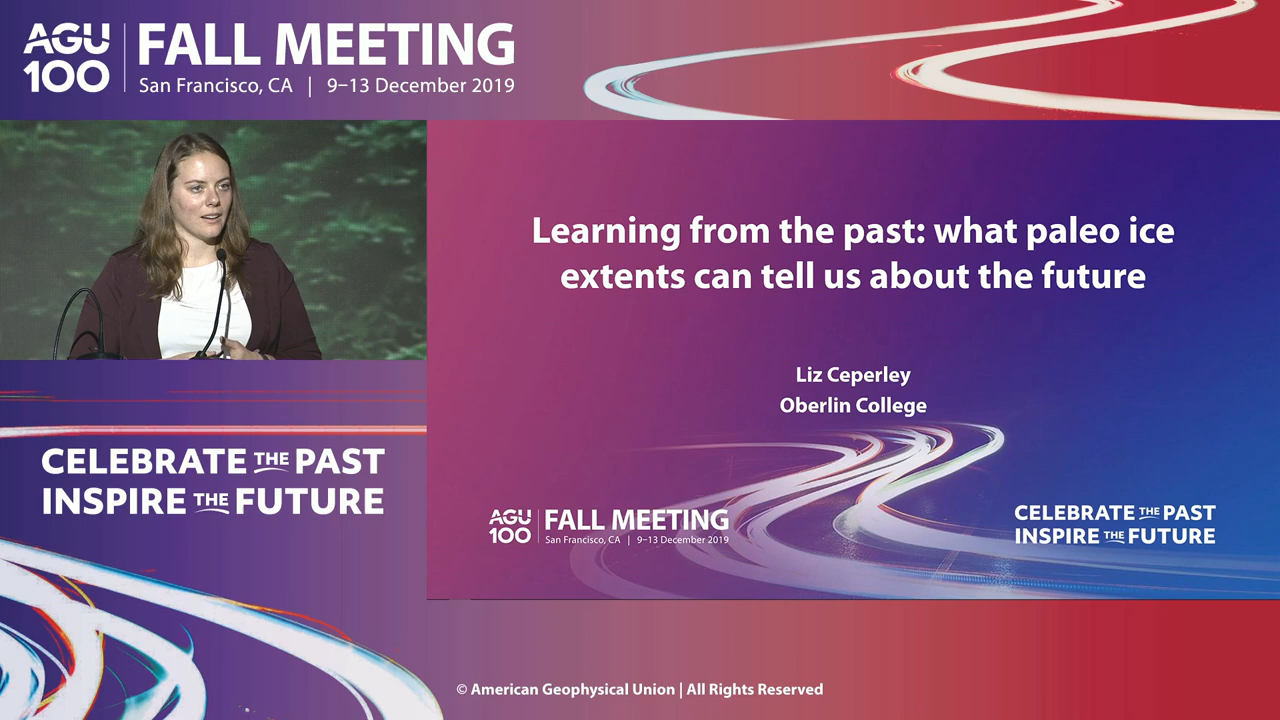 AGU
100
FALL MEETING
San Francisco, CA | 9–13 December 2019
Learning from the past: what paleo ice
extents can tell us about the future
Liz Ceperley
Oberlin College
CELEBRATE THE PAST
INSPIRE THE FUTURE
AGU
100
FALL MEETING
San Francisco, CA | 9–13 December 2019
CELEBRATE THE PAST
INSPIRE THE FUTURE
© American Geophysical Union | All Rights Reserved